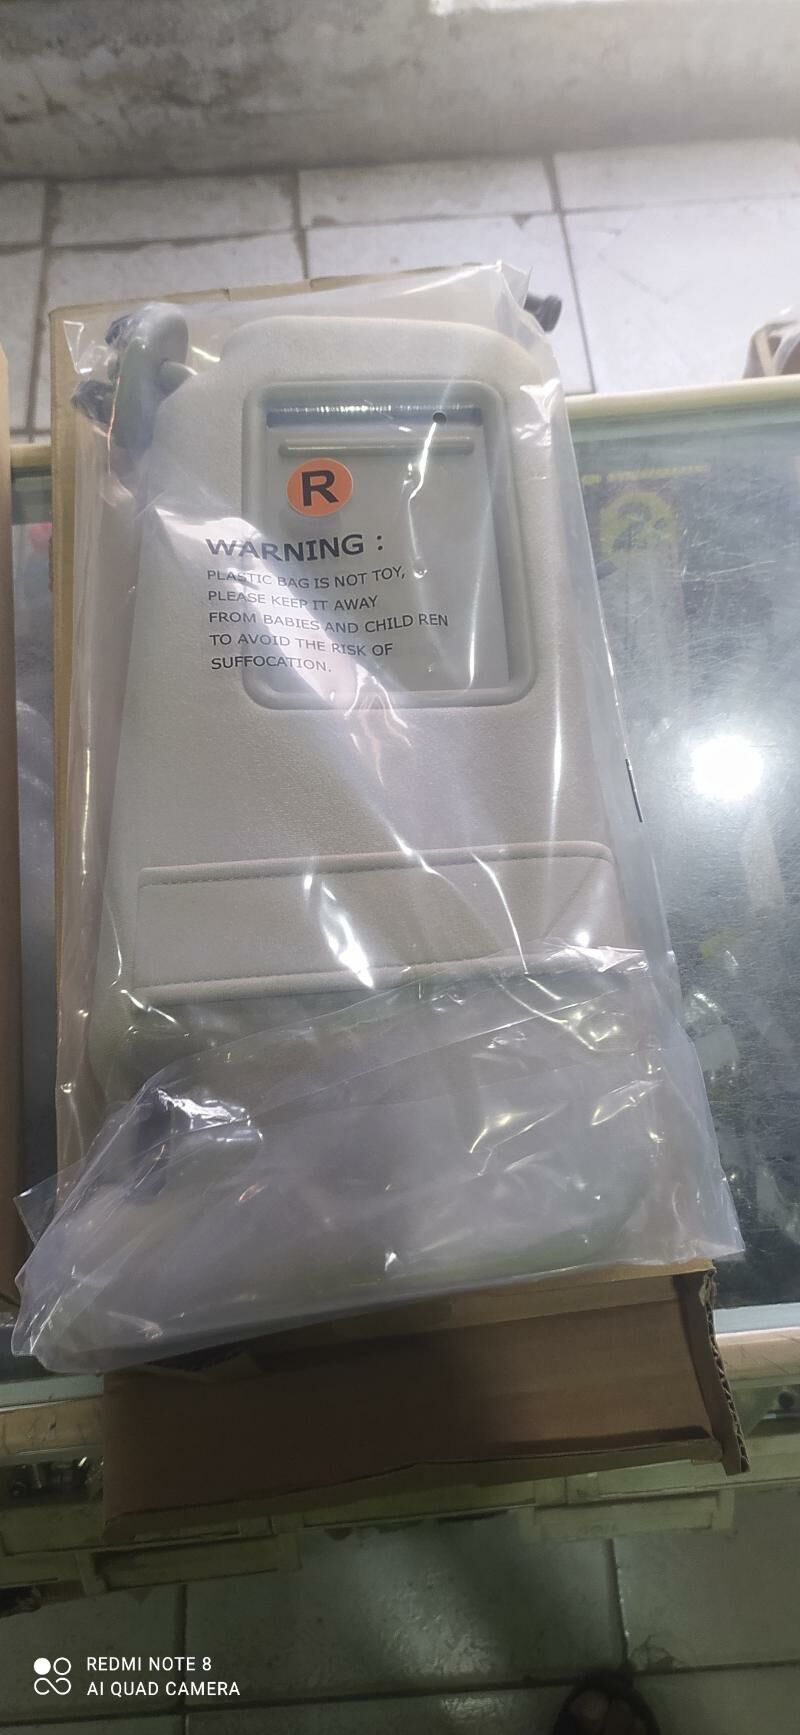 R
WARNING :
PLASTIC BAG IS NOT TOY,
PLEASE KEEP IT AWAY
FROM BABIES AND CHILD REN
TO AVOID THE RISK OF
SUFFOCATION.
REDMI NOTE 8
AI QUAD CAMERA